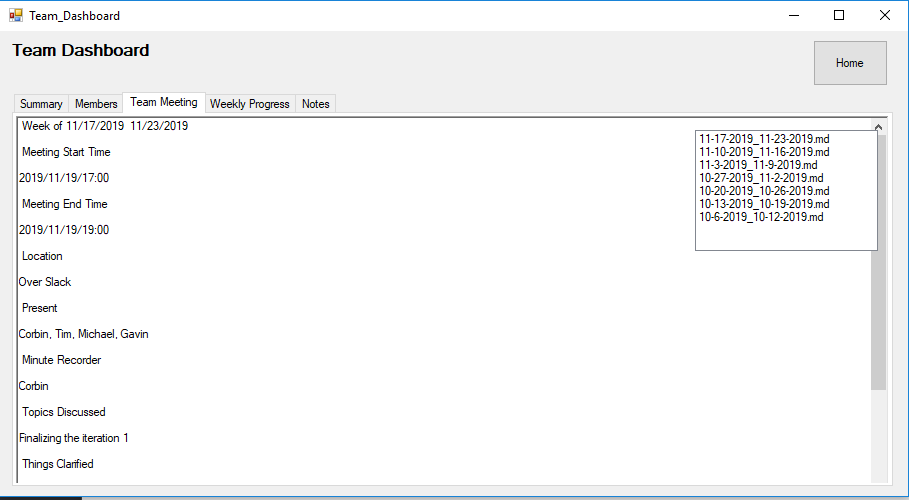 Team_Dashboard
Team Dashboard
Home
Summary Members Team Meeting Weekly Progress Notes
Week of 11/17/2019 11/23/2019
Meeting Start Time
2019/11/19/17:00
Meeting End Time
2019/11/19/19:00
Location
Over Slack
Present
Corbin, Tim, Michael, Gavin
Minute Recorder
Corbin
Topics Discussed
Finalizing the iteration 1
Things Clarified
11-17-2019_11-23-2019.md
11-10-2019_11-16-2019.md
11-3-2019_11-9-2019.md
10-27-2019_11-2-2019.md
10-20-2019_10-26-2019.md
10-13-2019_10-19-2019.md
10-6-2019_10-12-2019.md